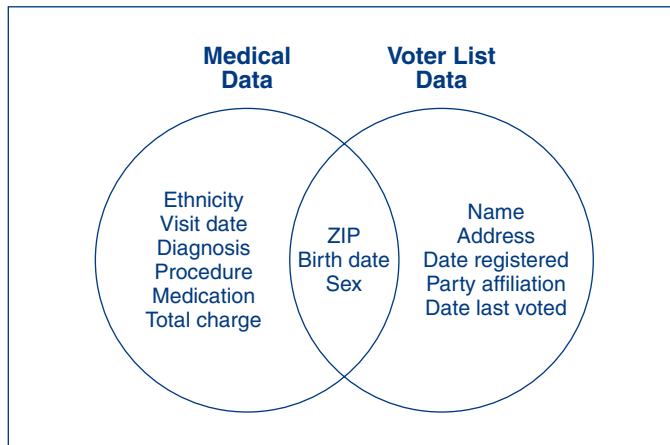 Medical
Data
Voter List
Data
Ethnicity
Visit date
Diagnosis
Procedure
Medication
Total charge
ZIP
Birth date
Sex
Name
Address
Date registered
Party affiliation
Date last voted